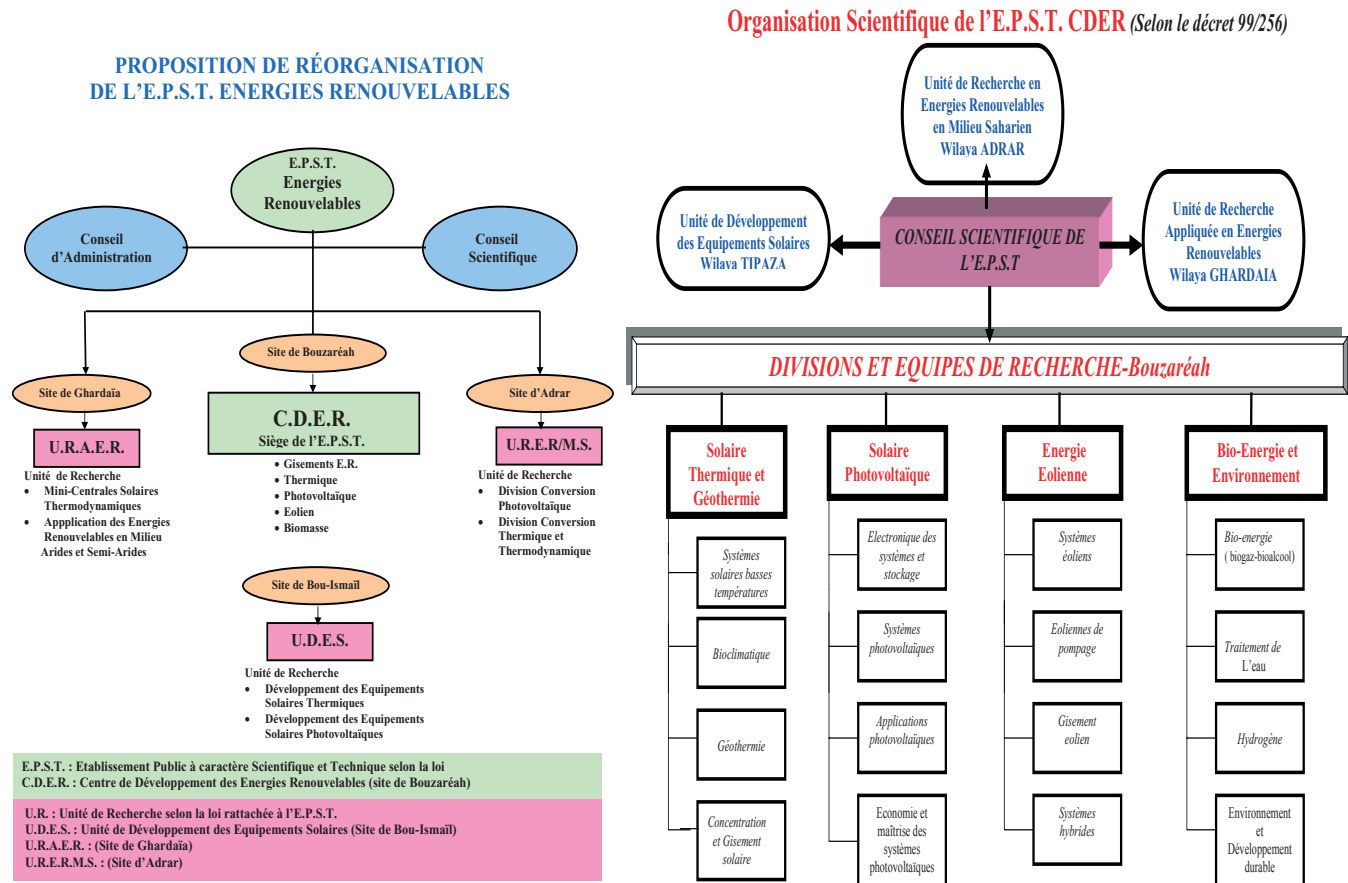 PROPOSITION DE RÉORGANISATION
DE L'E.P.S.T. ENERGIES RENOUVELABLES
E.P.S.T.
Energies
Renouvelables
Conseil
d'Administration
Conseil
Scientifique
Site de Bouzaréah
Site de Ghardaïa
Site d'Adrar
U.R.A.E.R.
Unité de Recherche
• Mini-Centrales Solaires
Thermodynamiques
• Appplication des Energies
Renouvelables en Milieu
Arides et Semi-Arides
C.D.E.R.
Siège de l'E.P.S.T.
• Gisements E.R.
• Thermique
• Photovoltaïque
• Eolien
• Biomasse
U.R.E.R/M.S.
Unité de Recherche
• Division Conversion
Photovoltaïque
• Division Conversion
Thermique et
Thermodynamique
Site de Bou-Ismaïl
U.D.E.S.
Unité de Recherche
• Développement des Equipements
Solaires Thermiques
• Développement des Equipements
Solaires Photovoltaïques
E.P.S.T. : Etablissement Public à caractère Scientifique et Technique selon la loi
C.D.E.R. : Centre de Développement des Energies Renouvelables (site de Bouzaréah)
U.R. : Unité de Recherche selon la loi rattachée à l'E.P.S.T.
U.D.E.S. : Unité de Développement des Equipements Solaires (Site de Bou-Ismaïl)
U.R.A.E.R. : (Site de Ghardaïa)
U.R.E.R.M.S. : (Site d'Adrar)
Organisation Scientifique de l'E.P.S.T. CDER (Selon le décret 99/256)
Unité de Recherche en
Energies Renouvelables
en Milieu Saharien
Wilaya ADRAR
Unité de Développement
des Equipements Solaires
Wilaya TIPAZA
CONSEIL SCIENTIFIQUE DE
L'E.P.S.T
Unité de Recherche
Appliquée en Energies
Renouvelables
Wilaya GHARDAIA
DIVISIONS ET EQUIPES DE RECHERCHE-Bouzaréah
Solaire
Thermique et
Géothermie
Systèmes
solaires basses
températures
Bioclimatique
Géothermie
Concentration
et Gisement
solaire
Solaire
Photovoltaïque
Electronique des
systèmes et
stockage
Systèmes
photovoltaïques
Applications
photovoltaïques
Economie et
maîtrise des
systèmes
photovoltaïques
Energie
Eolienne
Systèmes
éoliens
Eoliennes de
pompage
Gisement
eolien
Systèmes
hybrides
Bio-Energie et
Environnement
Bio-energie
( biogaz-bioalcool)
Traitement de
L'eau
Hydrogène
Environnement
et
Développement
durable